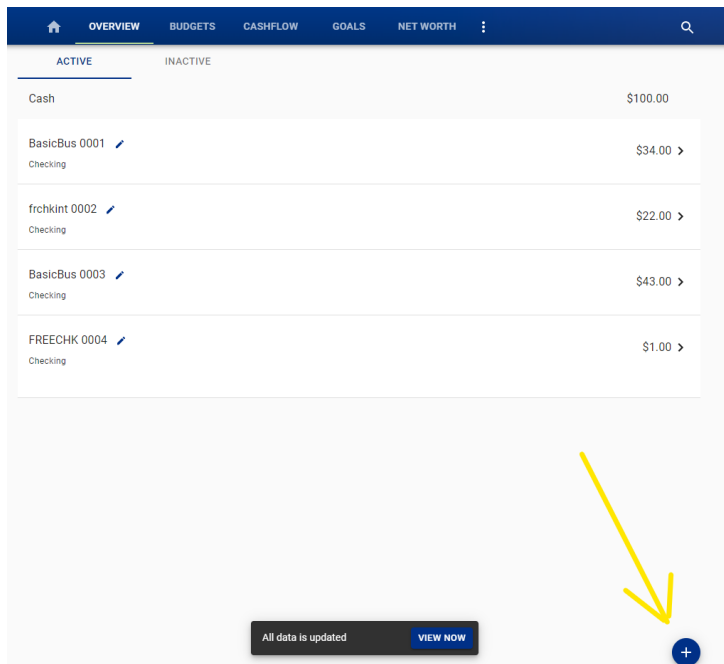 OVERVIEW BUDGETS CASHFLOW GOALS NET WORTH
ACTIVE INACTIVE
Cash $100.00
BasicBus 0001
Checking
$34.00
frchkint 0002
Checking
$22.00
BasicBus 0003
Checking
$43.00
FREECHK 0004
Checking
$1.00
All data is updated VIEW NOW